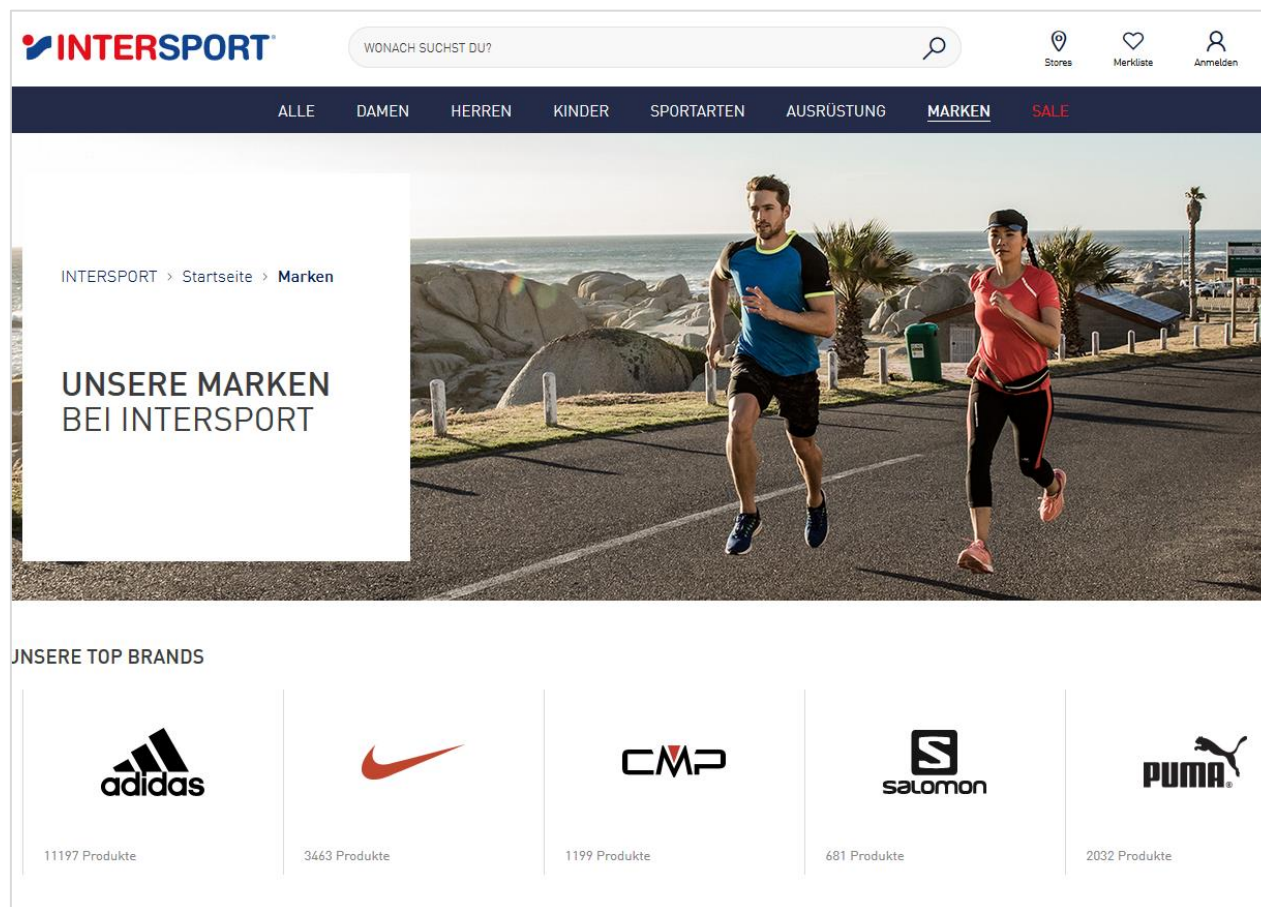 INTERSPORT
WONACH SUCHST DU?
Stores
Merkliste
Anmelden
ALLE DAMEN HERREN KINDER SPORTARTEN AUSRÜSTUNG MARKEN SALE
INTERSPORT > Startseite > Marken
UNSERE MARKEN
BEI INTERSPORT
UNSERE TOP BRANDS
adidas
CMP
salomon
PUMA®
11197 Produkte
3463 Produkte
1199 Produkte
681 Produkte
2032 Produkte